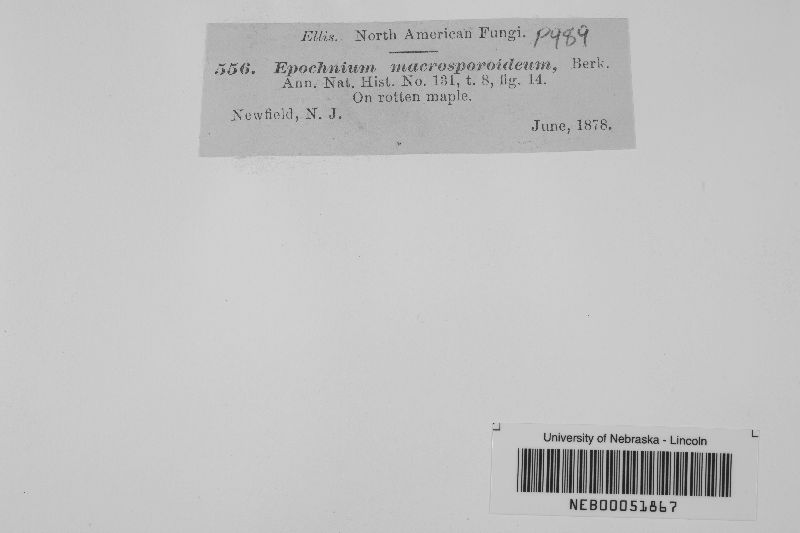 Ellis. North American Fungi. P489
556. Epochnium macrosporoideum, Berk.
Ann. Nat. Hist. No. 131, t. 8, fig. 14.
On rotten maple.
Newfield, N. J.
June, 1878.
University of Nebraska - Lincoln
NEB00051867